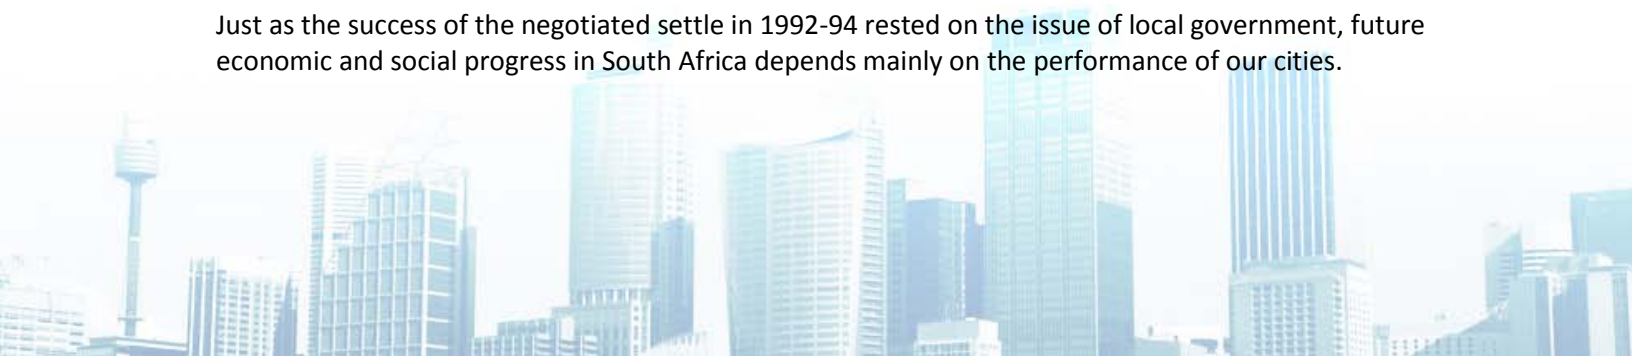 Just as the success of the negotiated settle in 1992-94 rested on the issue of local government, future
economic and social progress in South Africa depends mainly on the performance of our cities.